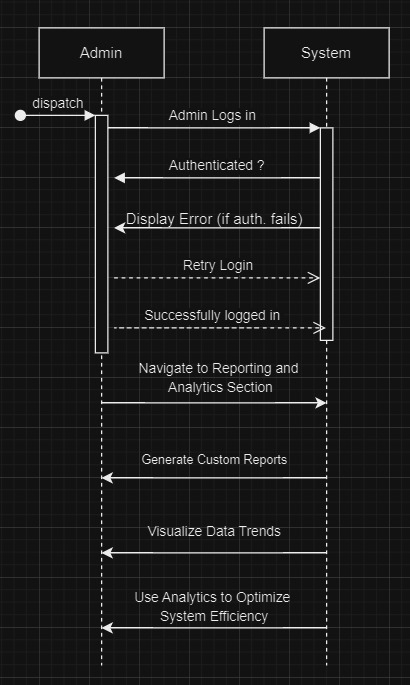 Admin
System
dispatch
Admin Logs in
Authenticated ?
Display Error (if auth. fails)
Retry Login
Successfully logged in
Navigate to Reporting and
Analytics Section
Generate Custom Reports
Visualize Data Trends
Use Analytics to Optimize
System Efficiency